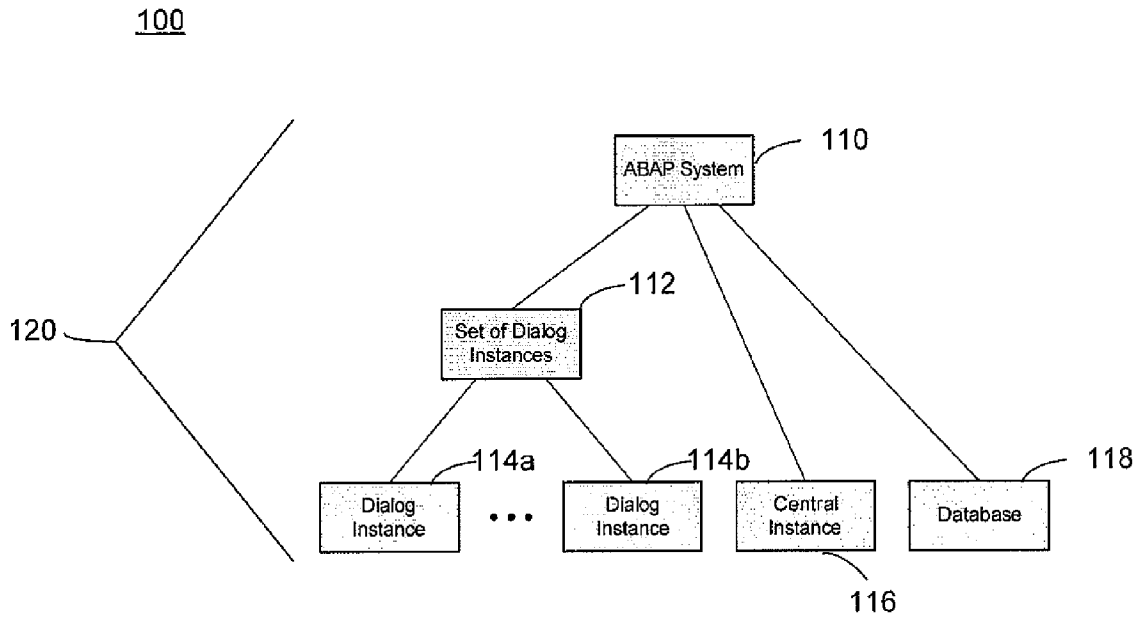 100
110
ABAP System
112
120
Set of Dialog
Instances
114a
114b
118
Dialog
Instance
Dialog
Instance
Central
Instance
Database
116